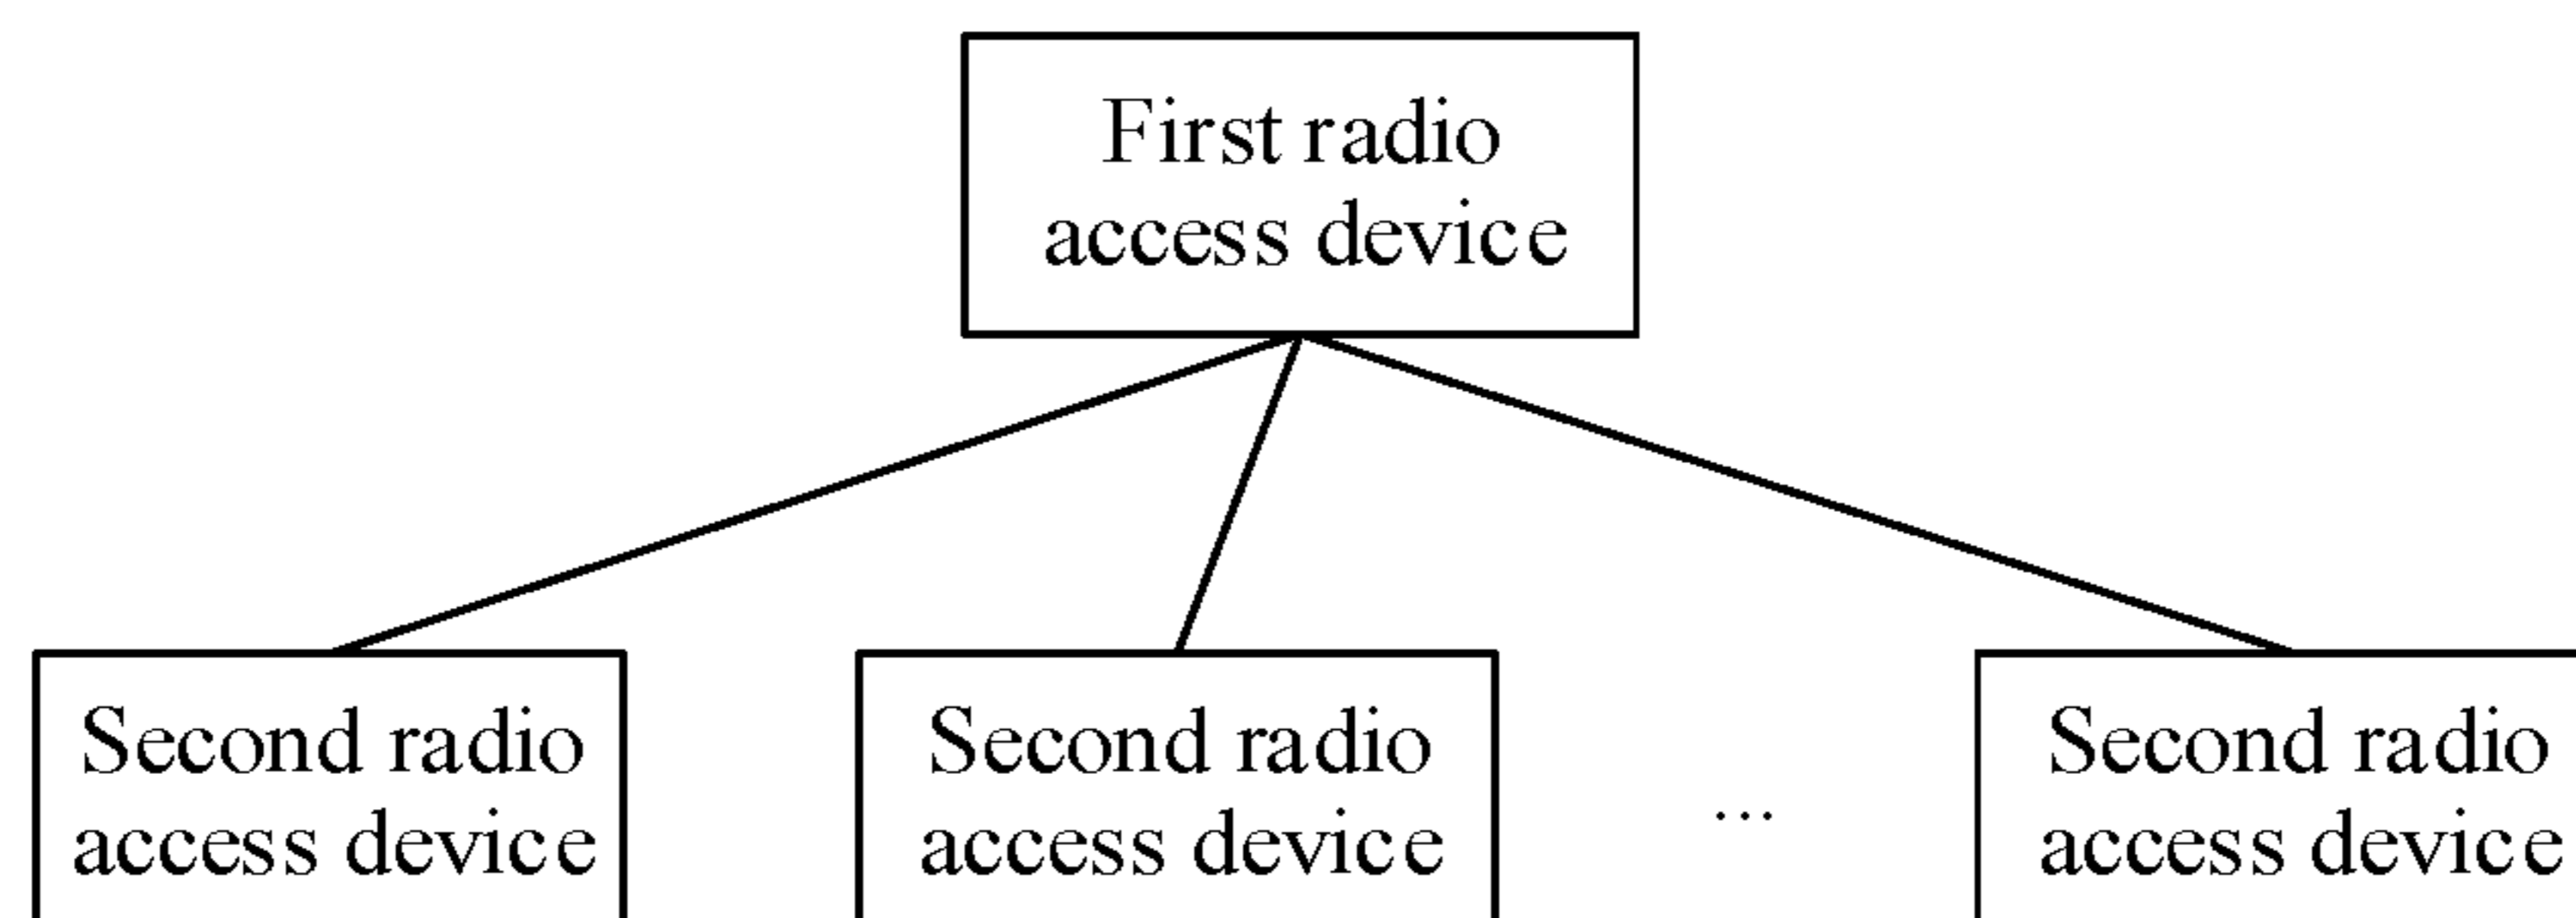 First radio
access device
Second radio
access device
Second radio
access device
...
Second radio
access device